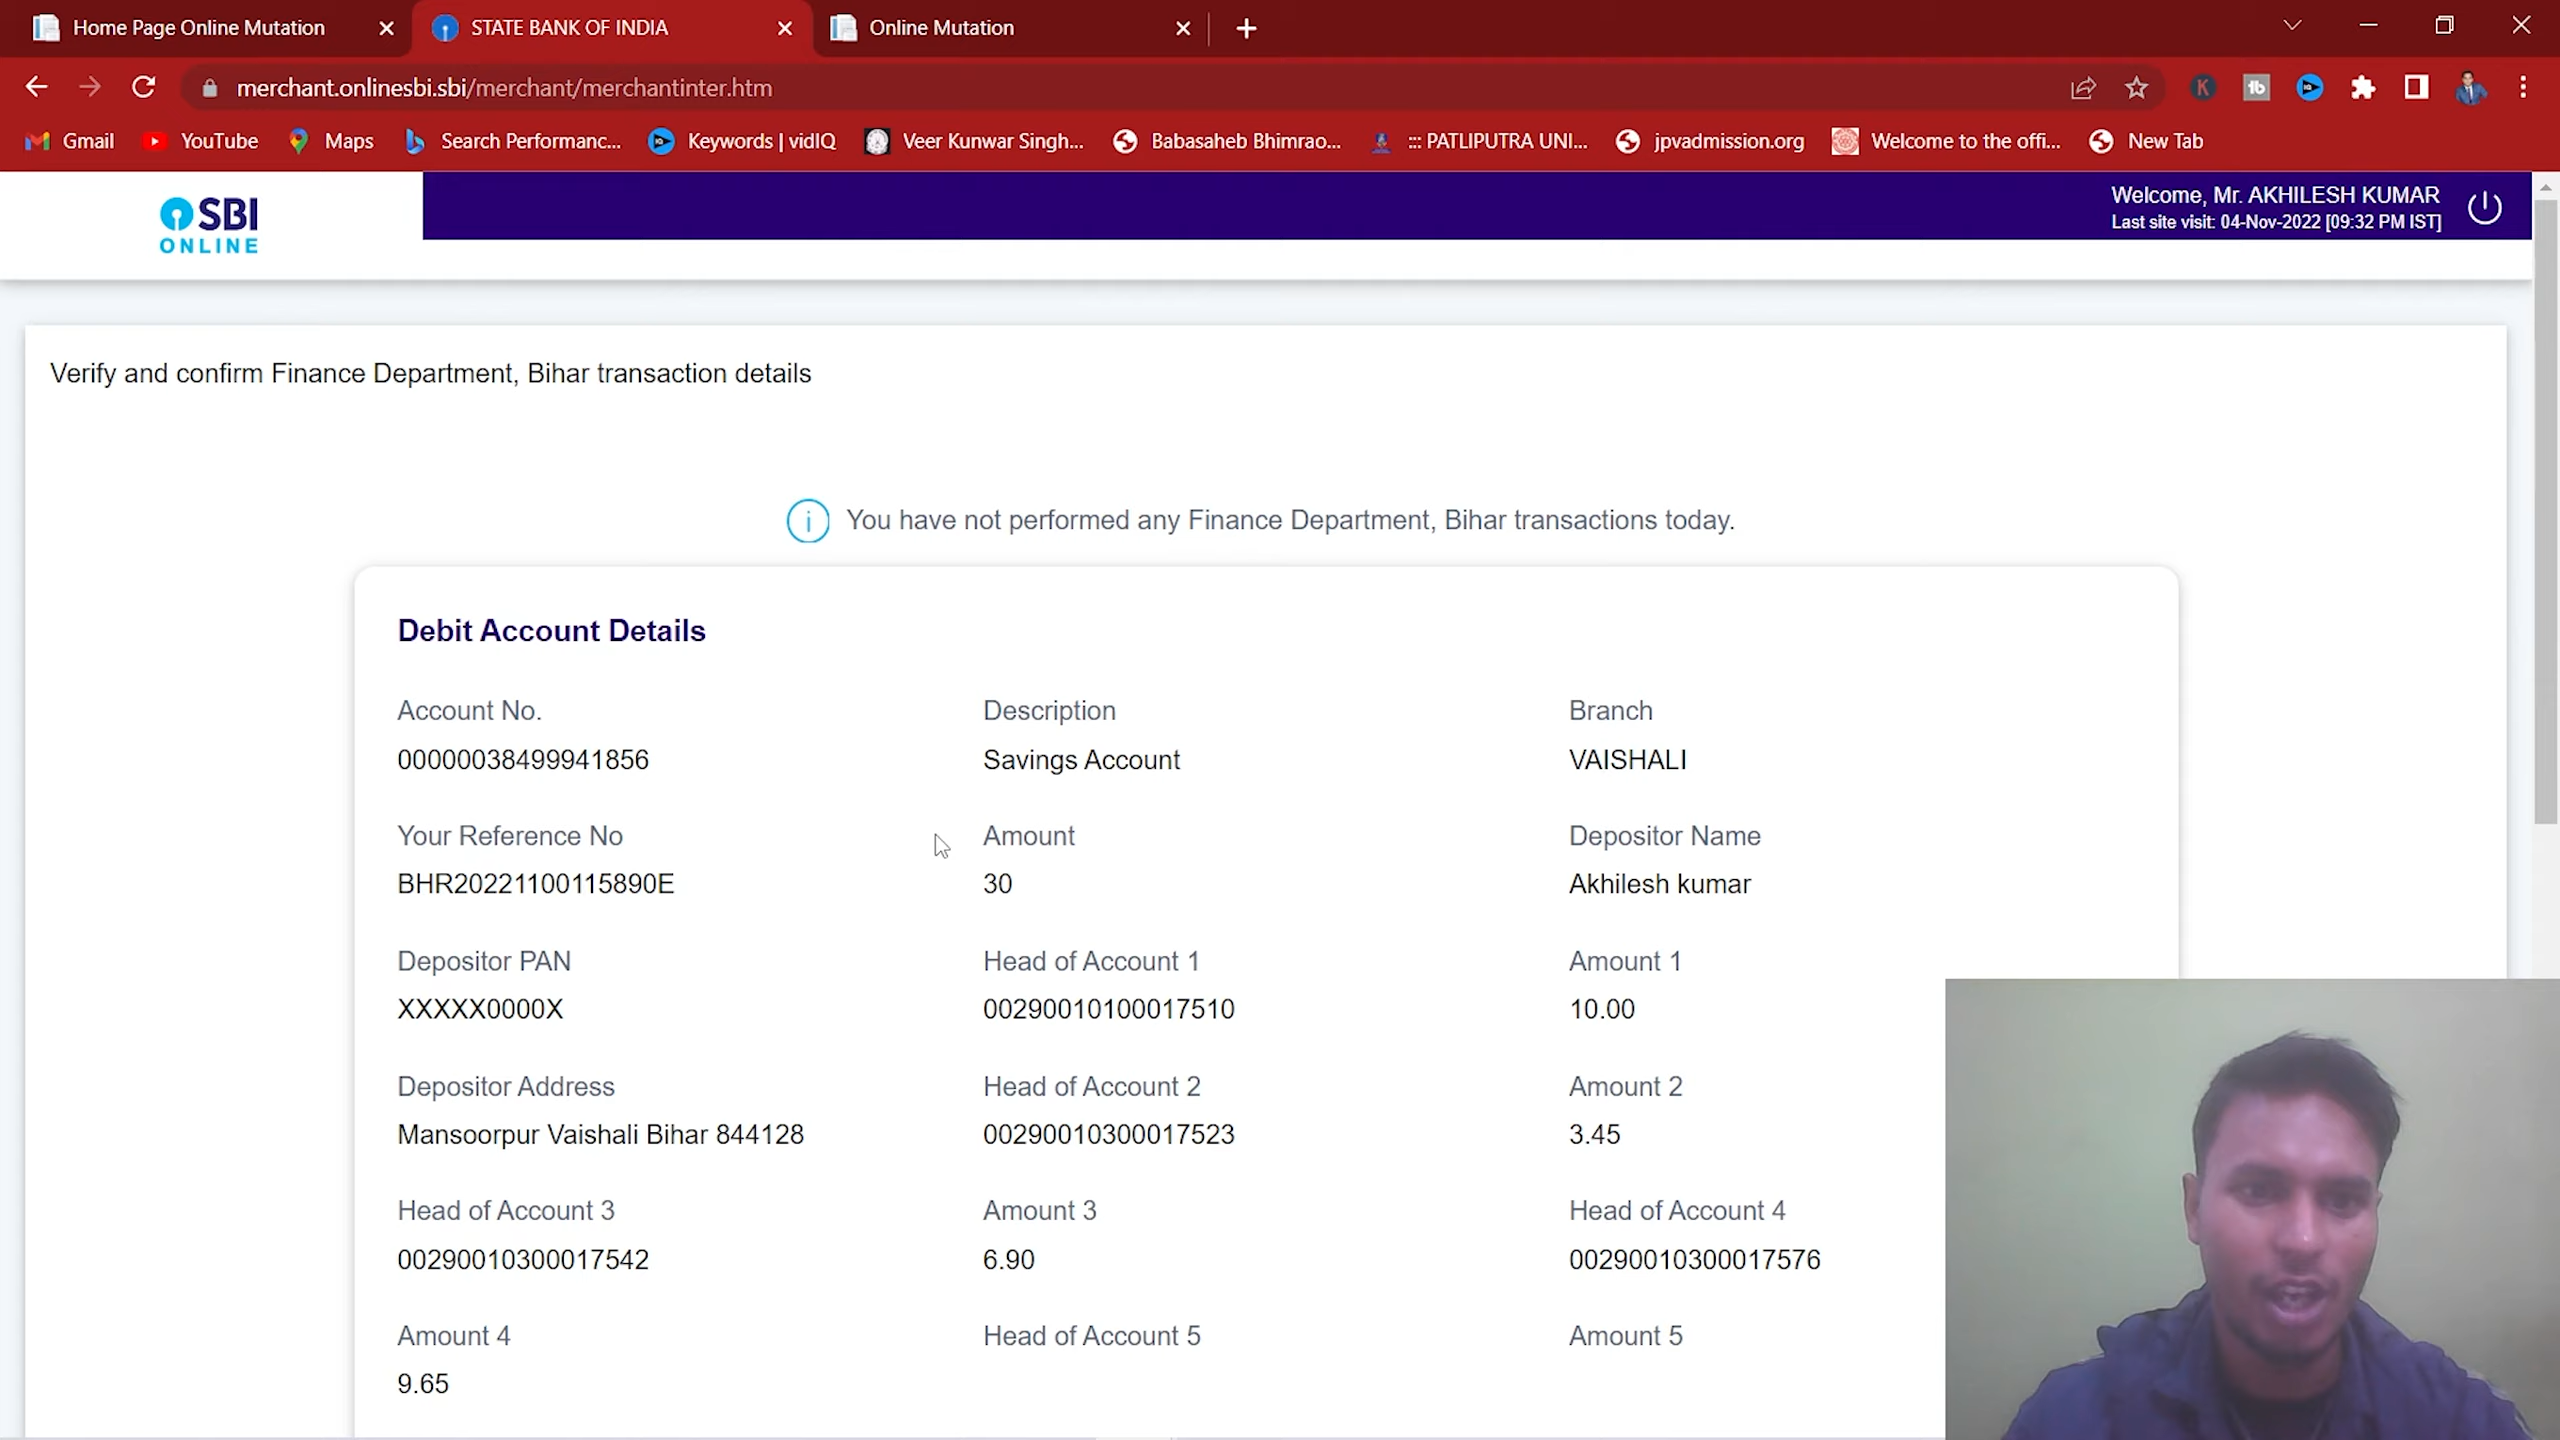 Home Page Online Mutation
STATE BANK OF INDIA
Online Mutation
merchant.onlinesbi.sbi/merchant/merchantinter.htm
K
tb
Gmail
YouTube
Maps
Search Performanc...
Keywords | vidIQ
Veer Kunwar Singh...
Babasaheb Bhimrao...
::: PATLIPUTRA UNI...
jpvadmission.org
Welcome to the offi...
New Tab
SBI
ONLINE
Welcome, Mr. AKHILESH KUMAR
Last site visit: 04-Nov-2022 [09:32 PM IST]
Verify and confirm Finance Department, Bihar transaction details
i You have not performed any Finance Department, Bihar transactions today.
Debit Account Details
Account No. Description Branch
00000038499941856 Savings Account VAISHALI
Your Reference No Amount Depositor Name
BHR20221100115890E 30 Akhilesh kumar
Depositor PAN Head of Account 1 Amount 1
XXXXX0000X 00290010100017510 10.00
Depositor Address Head of Account 2 Amount 2
Mansoorpur Vaishali Bihar 844128 00290010300017523 3.45
Head of Account 3 Amount 3 Head of Account 4
00290010300017542 6.90 00290010300017576
Amount 4 Head of Account 5 Amount 5
9.65